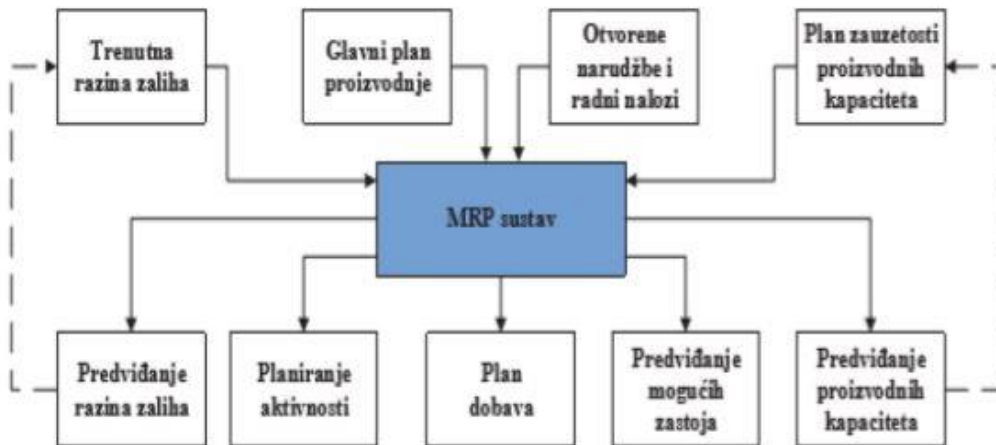 Trenutna
razina zaliha
Glavni plan
proizvodnje
Otvorene
narudžbe i
radni nalozi
Plan zauzetosti
proizvodnih
kapaciteta
MRP sustav
Predviđanje
razina zaliha
Planiranje
aktivnosti
Plan
dobava
Predviđanje
mogućih
zastoja
Predviđanje
proizvodnih
kapaciteta